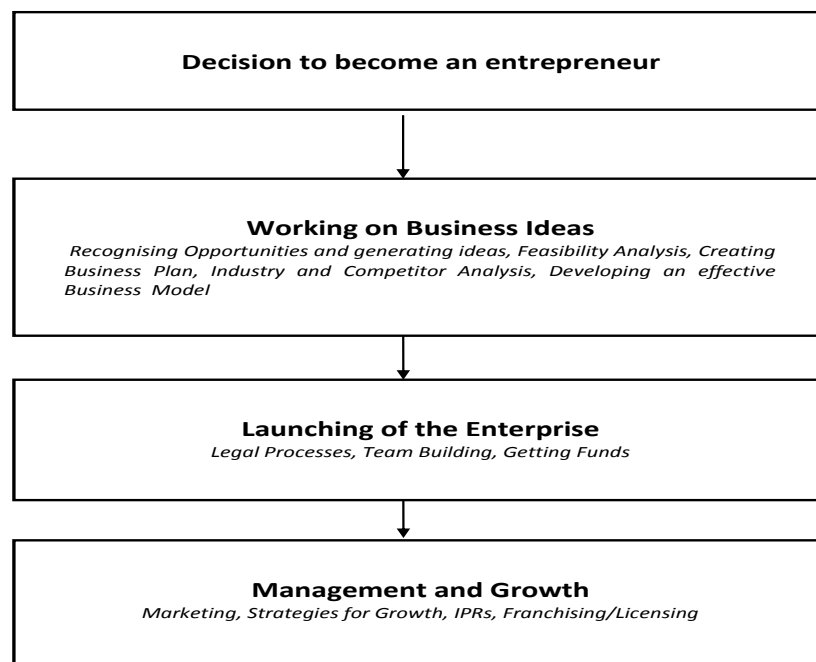 Decision to become an entrepreneur
Working on Business Ideas
Recognising Opportunities and generating ideas, Feasibility Analysis, Creating
Business Plan, Industry and Competitor Analysis, Developing an effective
Business Model
Launching of the Enterprise
Legal Processes, Team Building, Getting Funds
Management and Growth
Marketing, Strategies for Growth, IPRs, Franchising/Licensing